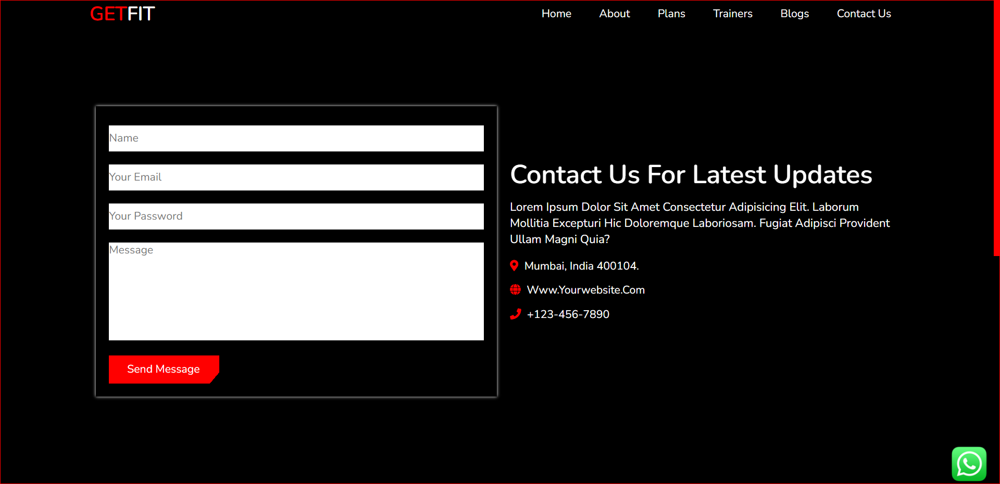 GETFIT
Home About Plans Trainers Blogs Contact Us
Name
Your Email
Your Password
Message
Send Message
Contact Us For Latest Updates
Lorem Ipsum Dolor Sit Amet Consectetur Adipisicing Elit. Laborum
Mollitia Excepturi Hic Doloremque Laboriosam. Fugiat Adipisci Provident
Ullam Magni Quia?
Mumbai, India 400104.
Www.Yourwebsite.Com
+123-456-7890